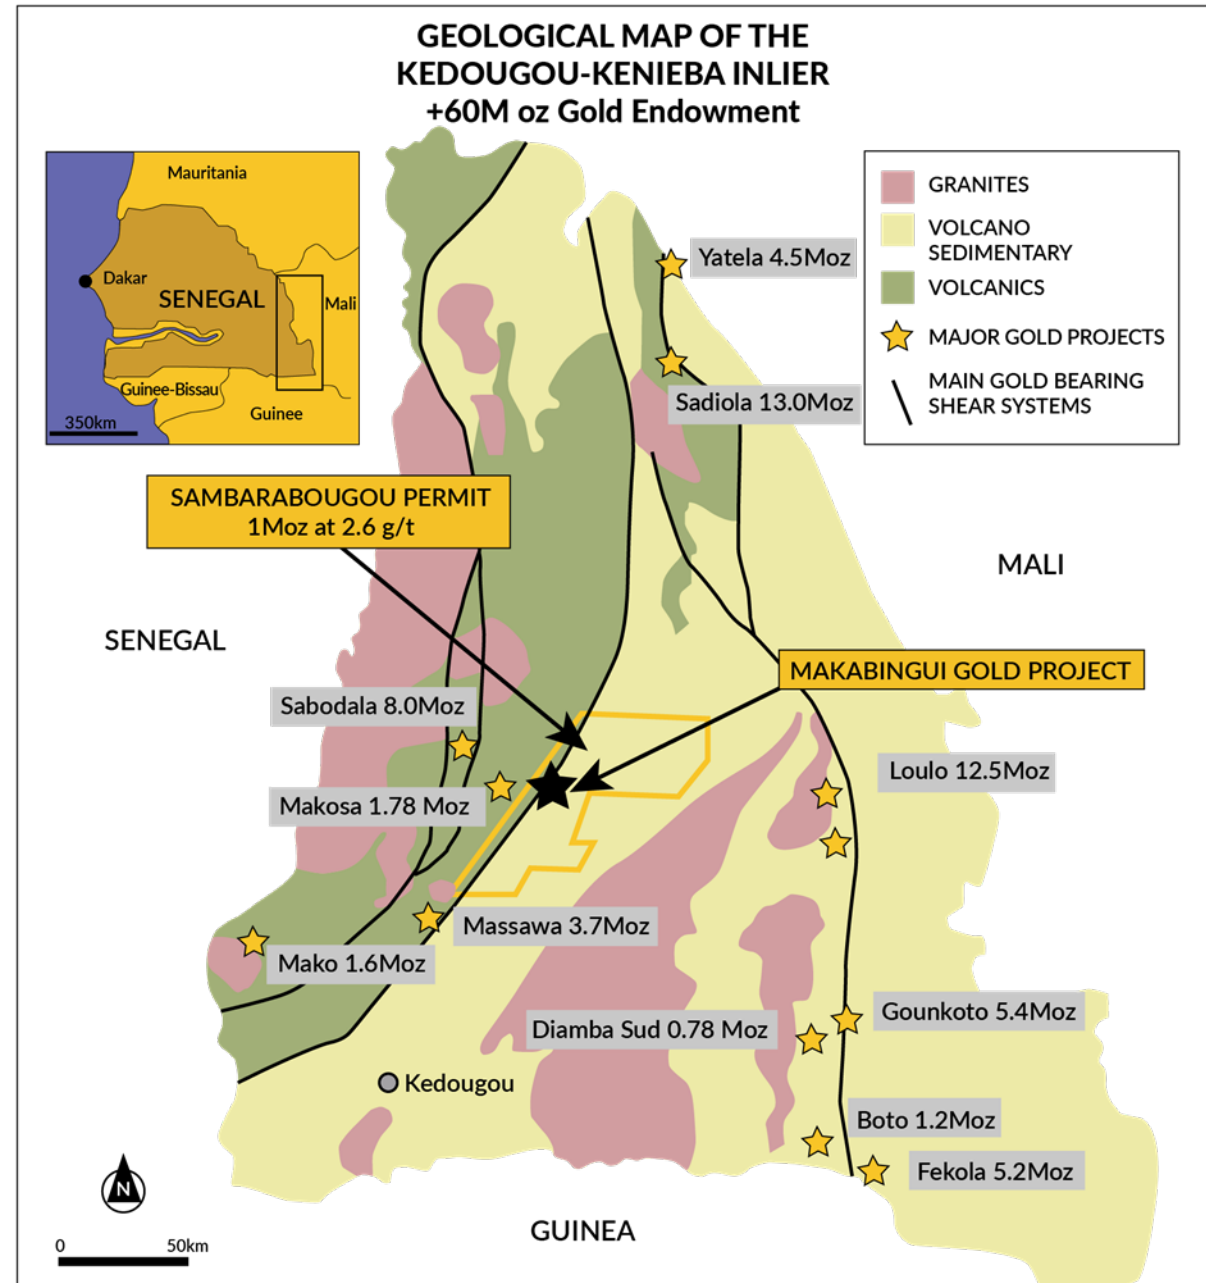 GEOLOGICAL MAP OF THE
KEDOUGOU-KENIEBA INLIER
+60M oz Gold Endowment
Mauritania
Dakar
SENEGAL
Mali
Guinee-Bissau
Guinee
350km
GRANITES
VOLCANO
SEDIMENTARY
VOLCANICS
MAJOR GOLD PROJECTS
MAIN GOLD BEARING
SHEAR SYSTEMS
Yatela 4.5Moz
Sadiola 13.0Moz
SAMBARABOUGOU PERMIT
1Moz at 2.6 g/t
MALI
SENEGAL
MAKABINGUI GOLD PROJECT
Sabodala 8.0Moz
Loulo 12.5Moz
Makosa 1.78 Moz
Massawa 3.7Moz
Mako 1.6Moz
Gounkoto 5.4Moz
Diamba Sud 0.78 Moz
Kedougou
Boto 1.2Moz
Fekola 5.2Moz
N
GUINEA
0 50km